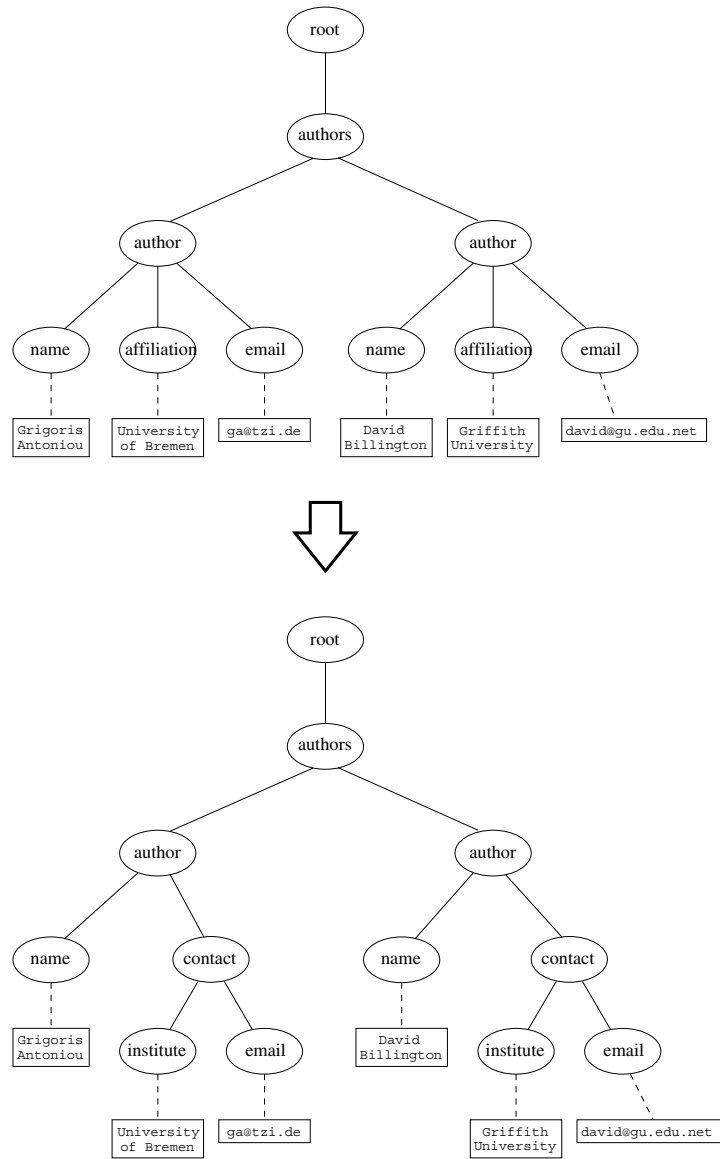 root
authors
author author
name affiliation email name affiliation email
Grigoris
Antoniou
University
of Bremen
ga@tzi.de
David
Billington
Griffith
University
david@gu.edu.net
root
authors
author author
name contact name contact
Grigoris
Antoniou
institute email
David
Billington
institute email
University
of Bremen
ga@tzi.de
Griffith
University
david@gu.edu.net